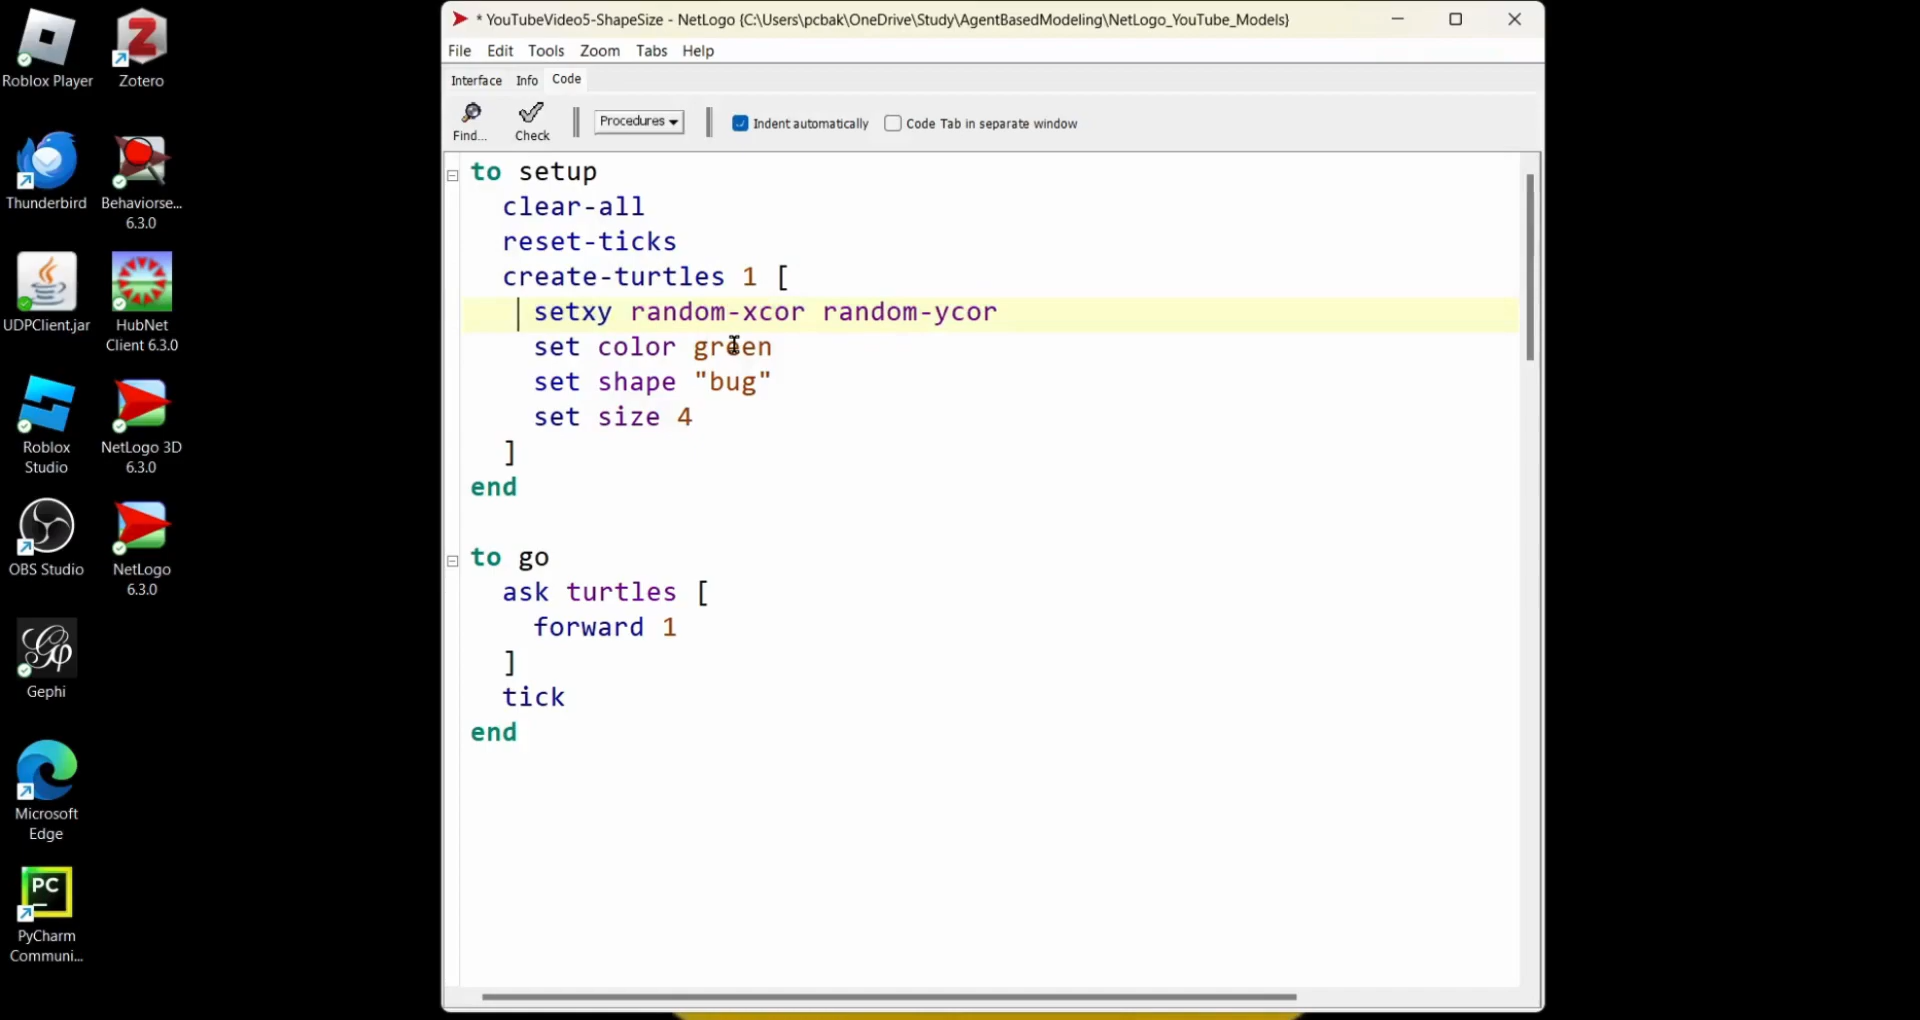 * YouTubeVideo5-ShapeSize - NetLogo {C:\Users\pcbak\OneDrive\Study\AgentBasedModeling\NetLogo_YouTube_Models}
File Edit Tools Zoom Tabs Help
Interface Info Code
Find... Check Procedures Indent automatically Code Tab in separate window
to setup
clear-all
reset-ticks
create-turtles 1 [
setxy random-xcor random-ycor
set color green
set shape "bug"
set size 4
]
end
to go
ask turtles [
forward 1
]
tick
end
Roblox Player
Zotero
Thunderbird
Behaviorse...
6.3.0
UDPClient.jar
HubNet
Client 6.3.0
Roblox
Studio
NetLogo 3D
6.3.0
OBS Studio
NetLogo
6.3.0
Gephi
Microsoft
Edge
PC
PyCharm
Communi...